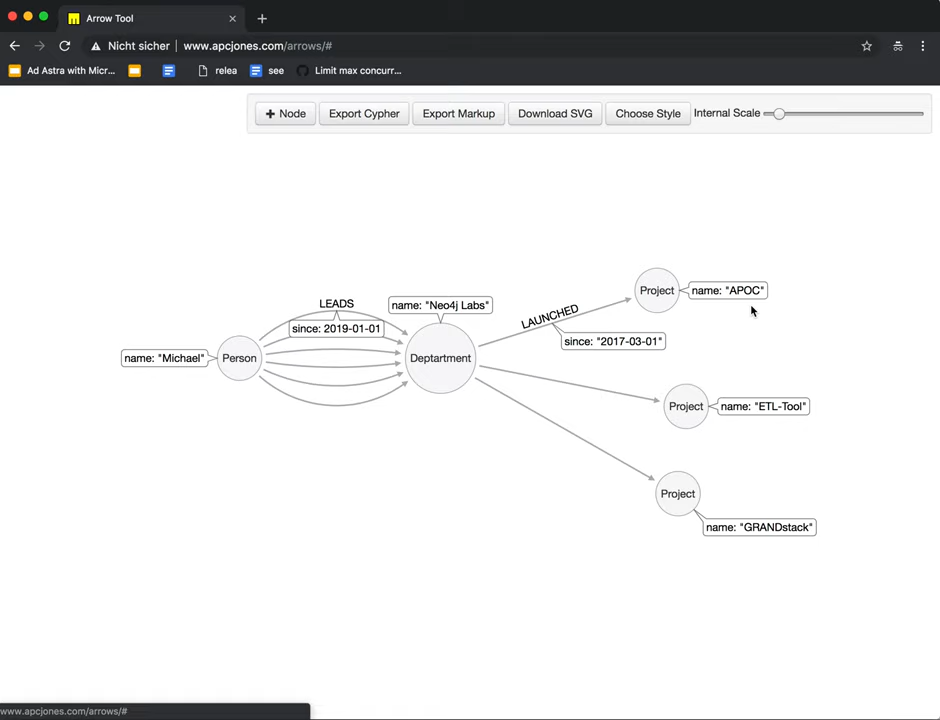 Arrow Tool
Nicht sicher www.apcjones.com/arrows/#
Ad Astra with Micr... relea see Limit max concurr...
Node Export Cypher Export Markup Download SVG Choose Style Internal Scale
Project name: "APOC"
LEADS
name: "Neo4j Labs"
LAUNCHED
since: 2019-01-01
since: "2017-03-01"
name: "Michael" Person Deptartment
Project name: "ETL-Tool"
Project
name: "GRANDstack"
www.apcjones.com/arrows/#